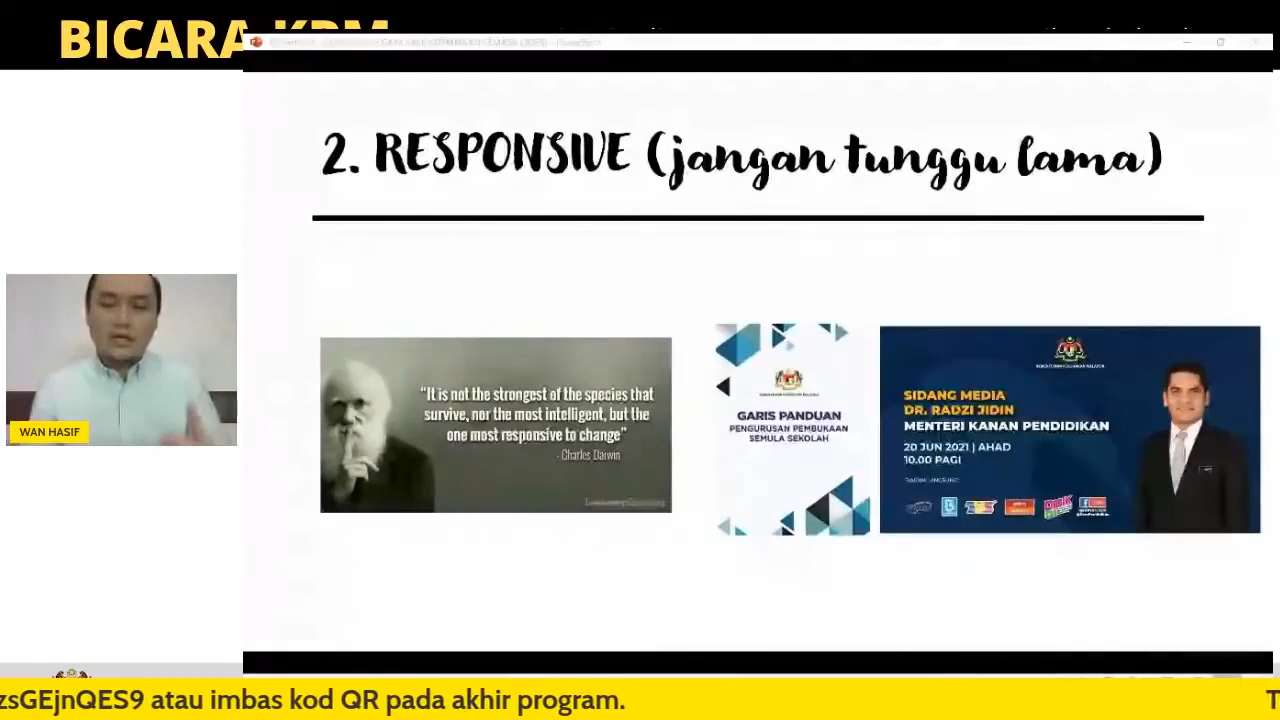 BICARA KPM
2. RESPONSIVE (jangan tunggu lama)
"It is not the strongest of the species that
survive, nor the most intelligent, but the
one most responsive to change"
- Charles Darwin
GARIS PANDUAN
PENGURUSAN PEMBUKAAN
SEMULA SEKOLAH
SIDANG MEDIA
DR. RADZI JIDIN
MENTERI KANAN PENDIDIKAN
20 JUN 2021 | AHAD
10.00 PAGI
WAN HASIF
zsGEjnQES9 atau imbas kod QR pada akhir program.
T